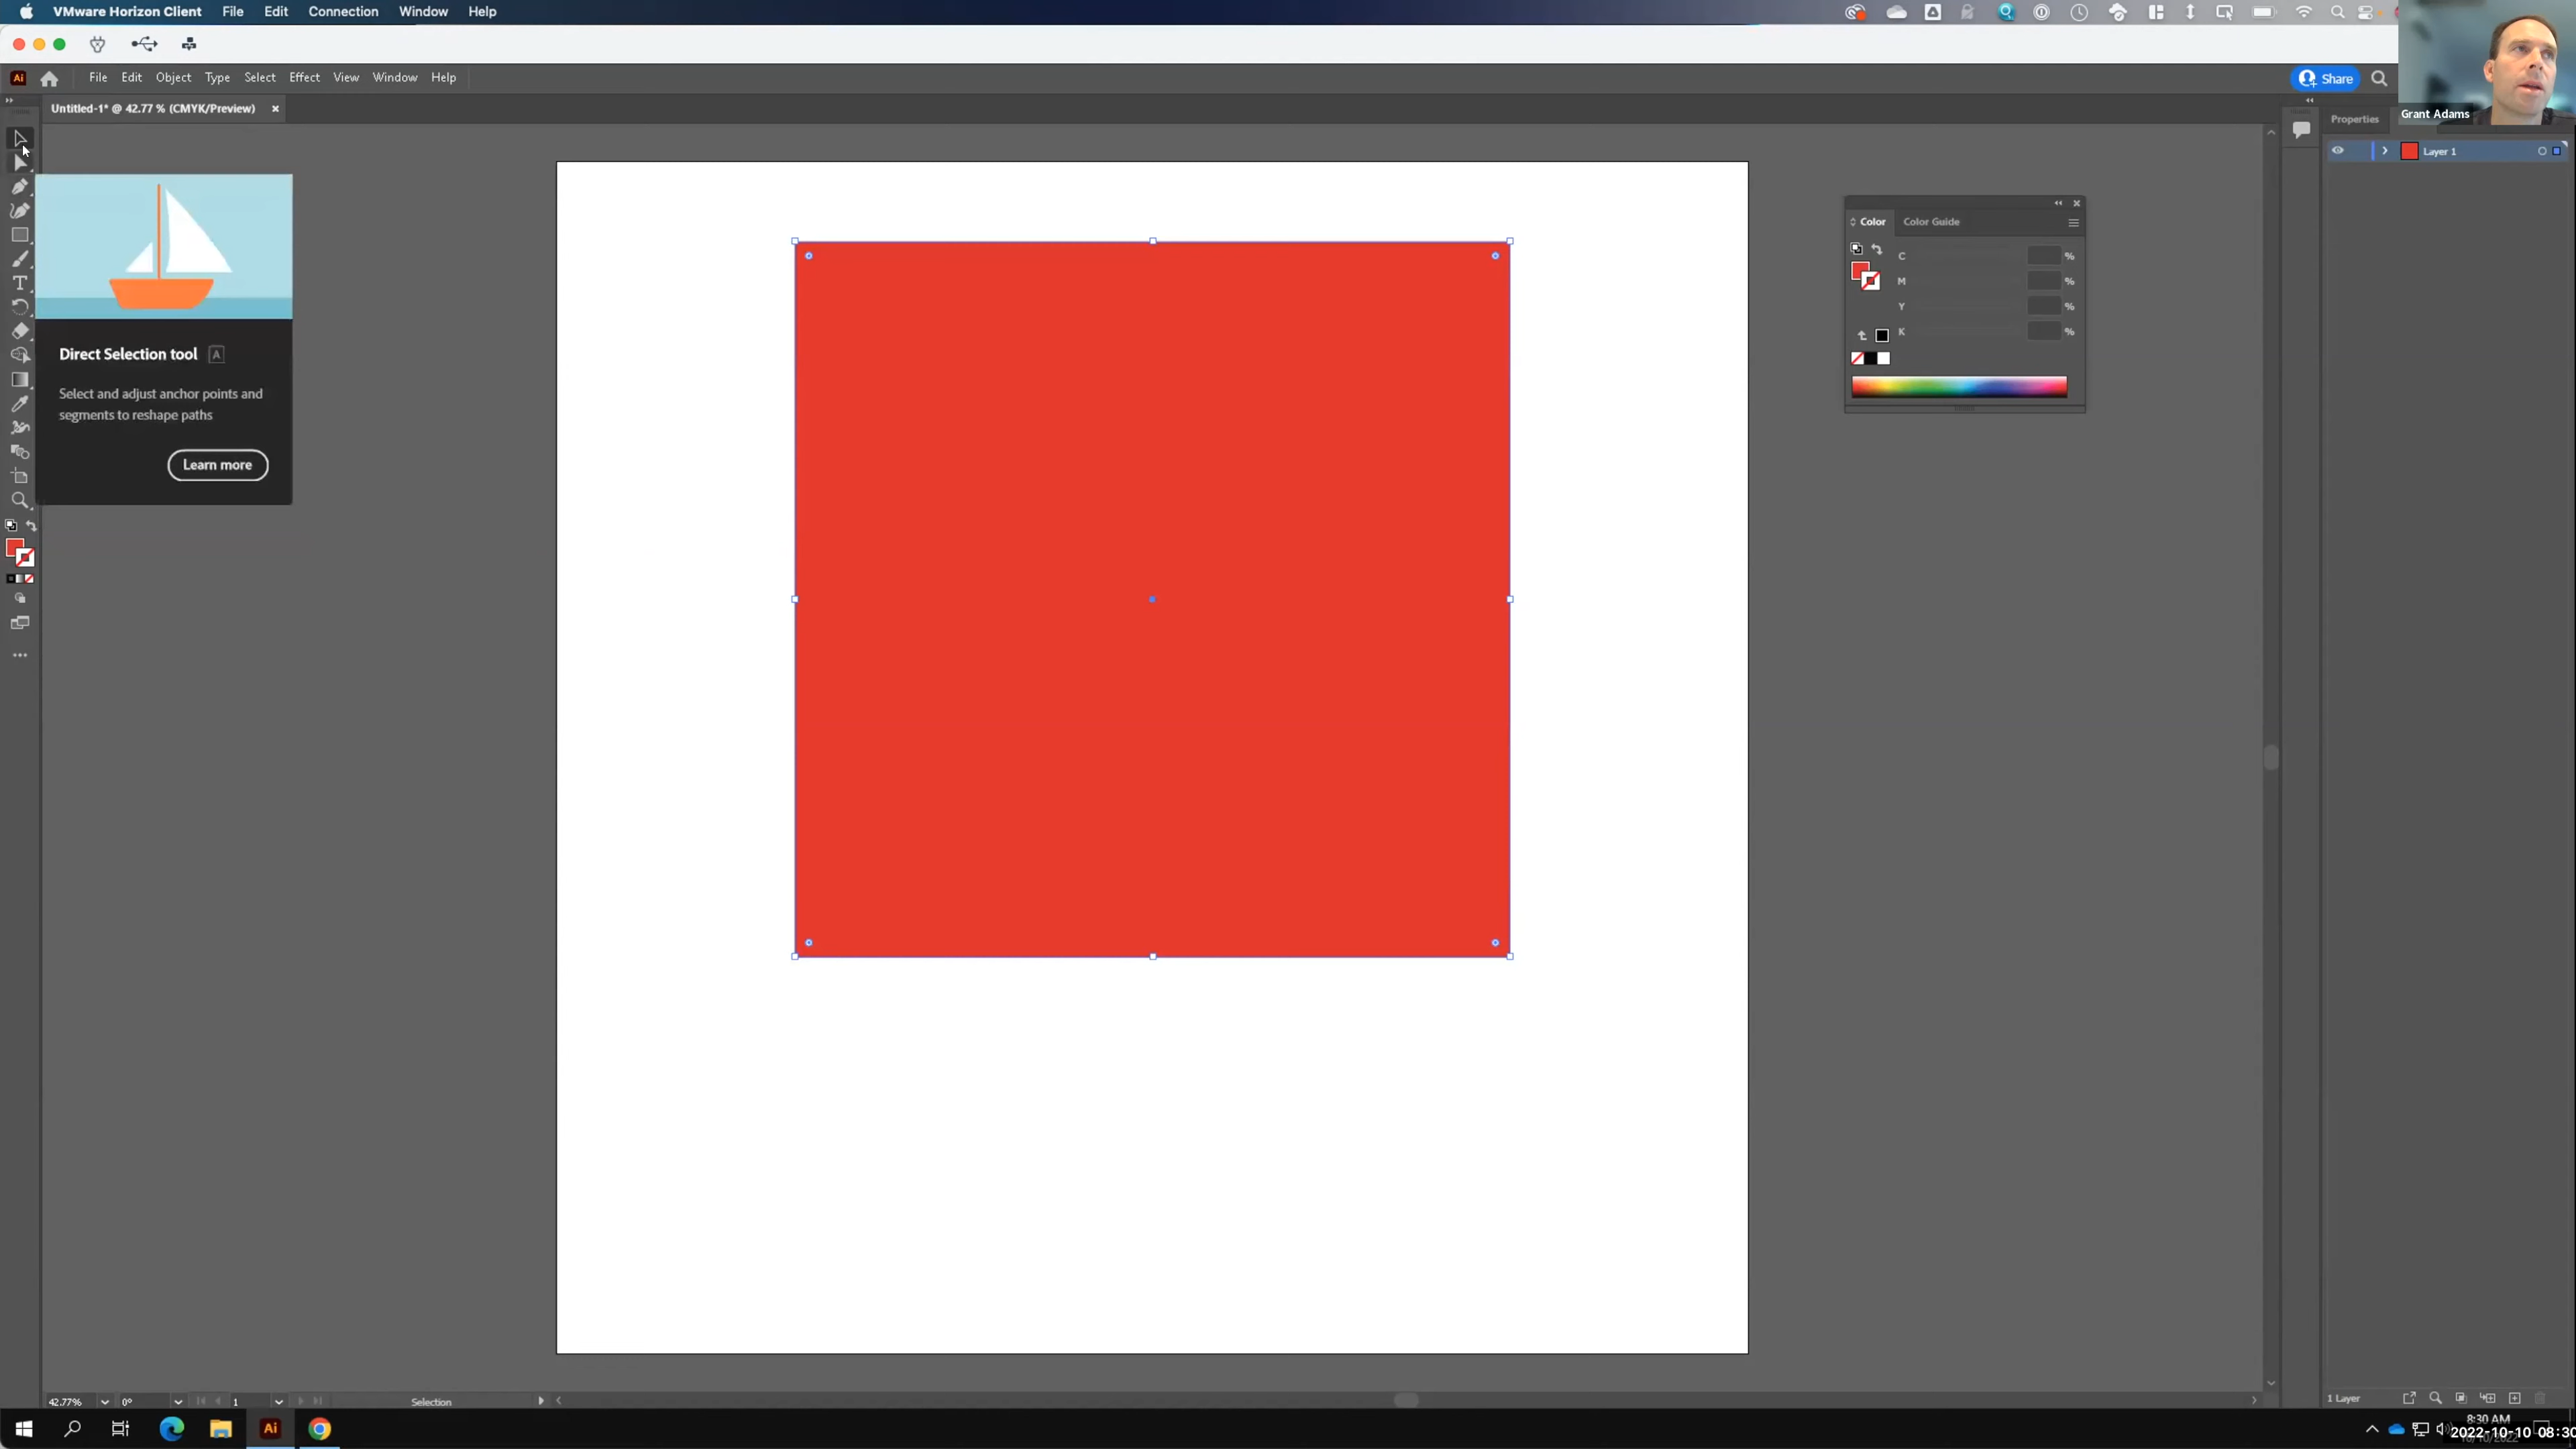 VMware Horizon Client File Edit Connection Window Help
Ai File Edit Object Type Select Effect View Window Help
Share
Grant Adams
Untitled-1* @ 42.77 % (CMYK/Preview)
Properties
Layer 1
Color Color Guide
C %
M %
Y %
K %
T
Direct Selection tool A
Select and adjust anchor points and
segments to reshape paths
Learn more
42.77% 0° 1 Selection
1 Layer
Ai
8:30 AM
2022-10-10 08:30